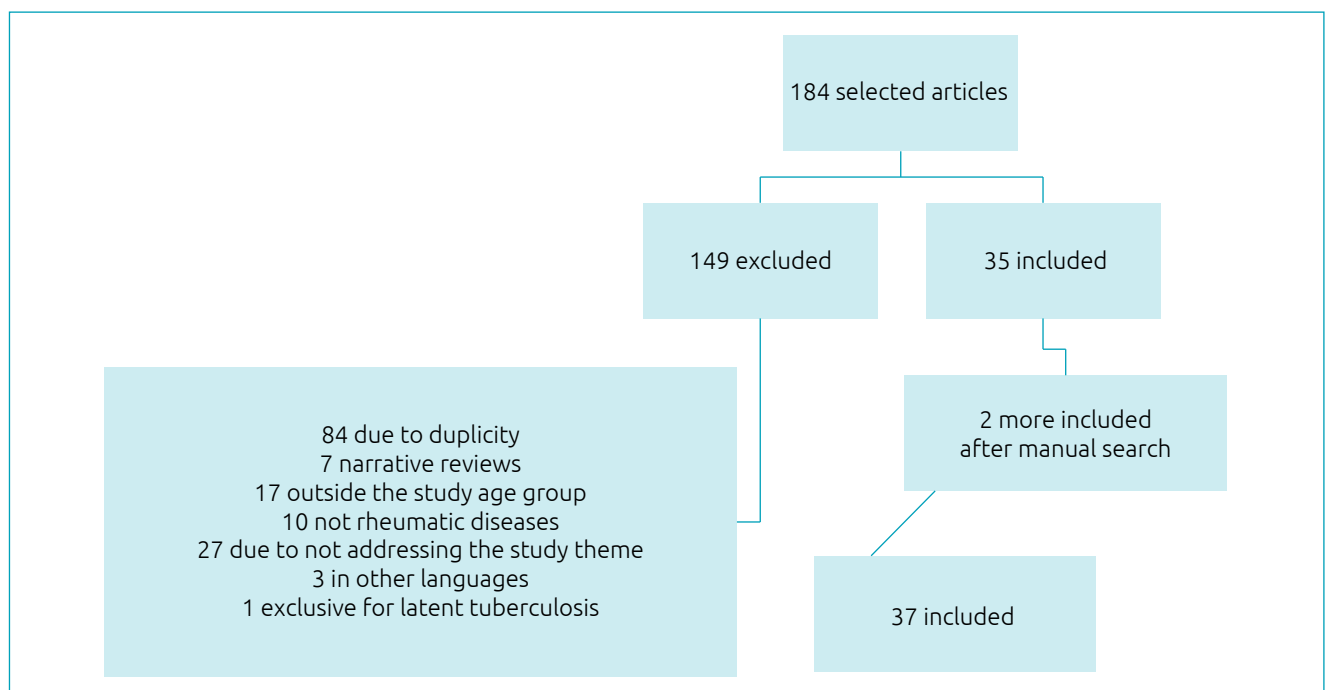 184 selected articles
149 excluded
35 included
84 due to duplicity
7 narrative reviews
17 outside the study age group
10 not rheumatic diseases
27 due to not addressing the study theme
3 in other languages
1 exclusive for latent tuberculosis
2 more included
after manual search
37 included